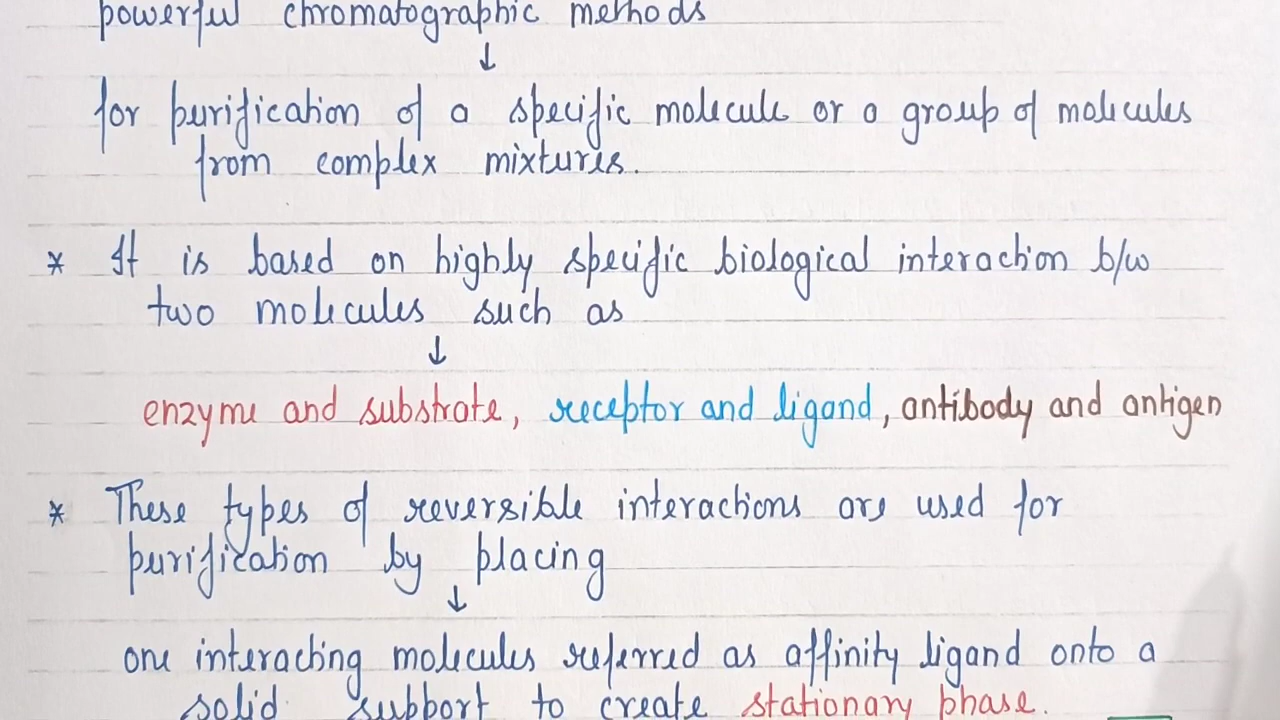 powerful chromatographic methods
↓
for purification of a specific molecule or a group of molecules
from complex mixtures.
* It is based on highly specific biological interaction b/w
two molecules such as
↓
enzyme and substrate, receptor and ligand, antibody and antigen
* These types of reversible interactions are used for
purification by placing
↓
one interacting molecules referred as affinity ligand onto a
solid support to create stationary phase.